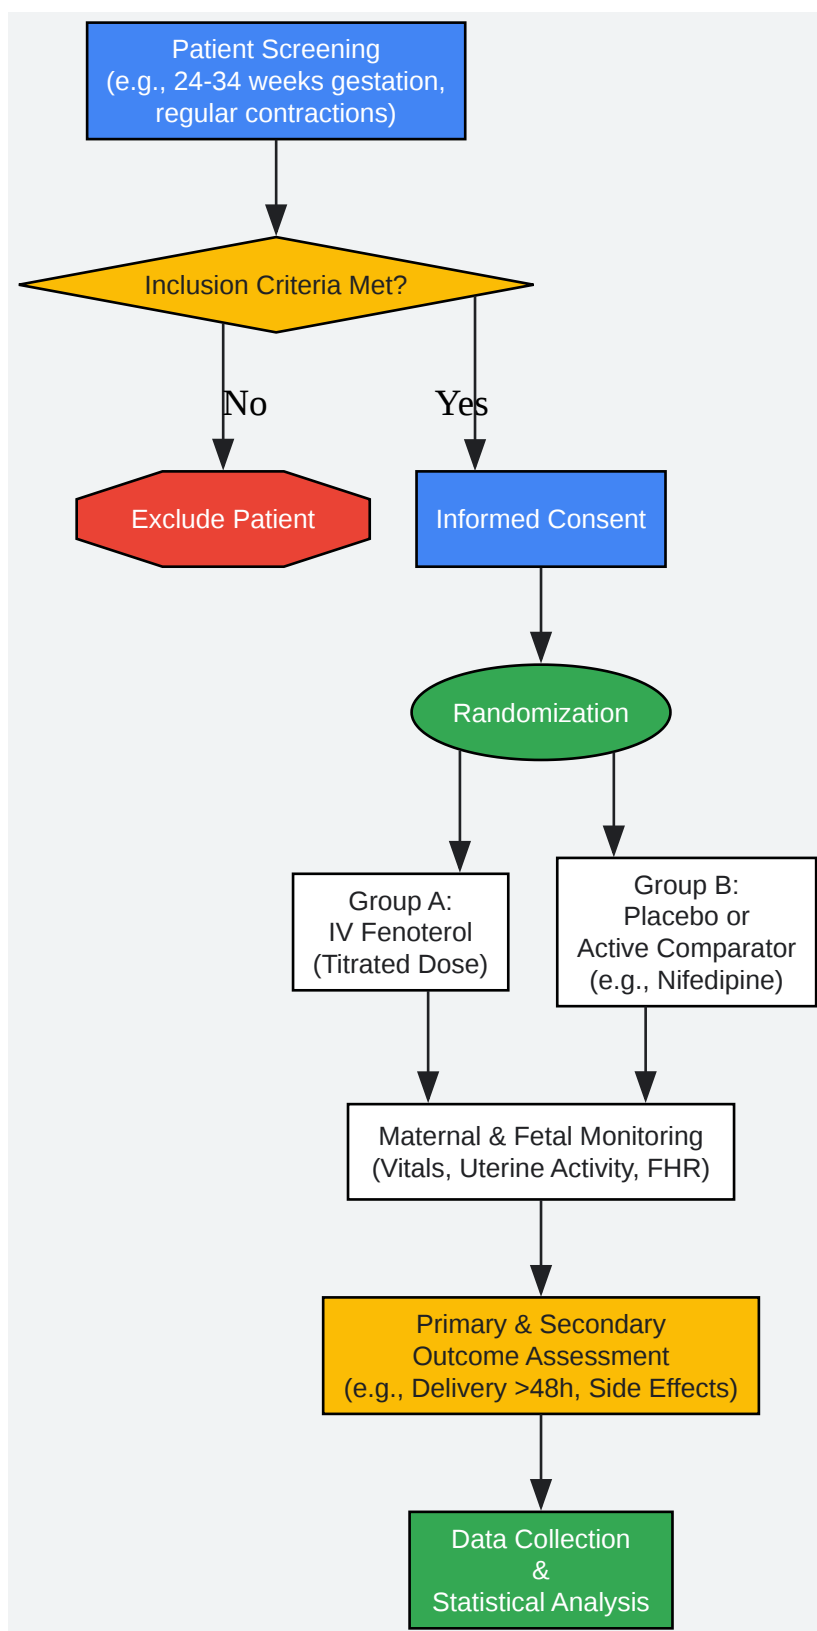 Patient Screening
(e.g., 24-34 weeks gestation,
regular contractions)
Inclusion Criteria Met?
No
Yes
Exclude Patient
Informed Consent
Randomization
Group A:
IV Fenoterol
(Titrated Dose)
Group B:
Placebo or
Active Comparator
(e.g., Nifedipine)
Maternal & Fetal Monitoring
(Vitals, Uterine Activity, FHR)
Primary & Secondary
Outcome Assessment
(e.g., Delivery >48h, Side Effects)
Data Collection
&
Statistical Analysis